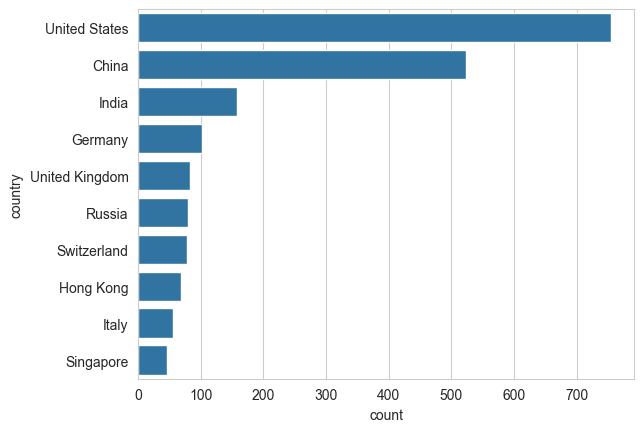 United States
China
India
Germany
United Kingdom
Russia
Switzerland
Hong Kong
Italy
Singapore
country
0 100 200 300 400 500 600 700
count